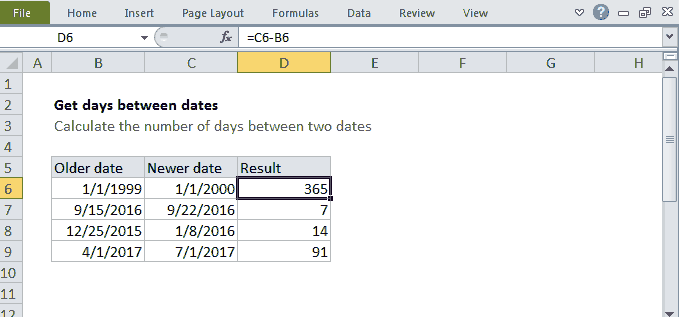 File Home Insert Page Layout Formulas Data Review View
D6 fx =C6-B6
A B C D E F G H
1
2 Get days between dates
3 Calculate the number of days between two dates
4
5 Older date Newer date Result
6 1/1/1999 1/1/2000 365
7 9/15/2016 9/22/2016 7
8 12/25/2015 1/8/2016 14
9 4/1/2017 7/1/2017 91
10
11
12